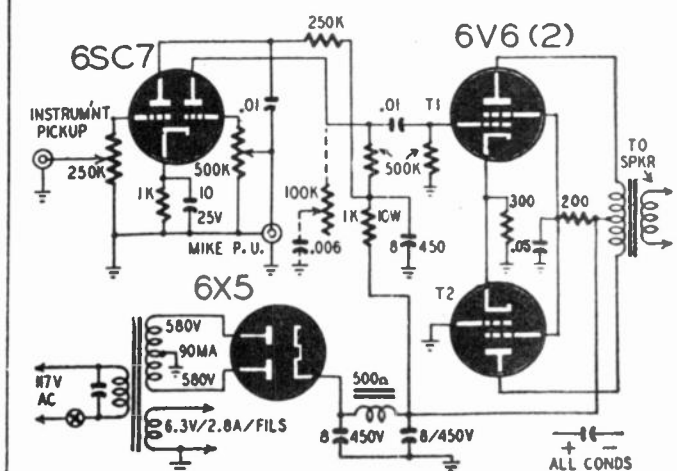 250K
6SC7
6V6 (2)
INSTRUM'NT
PICKUP
.01
.01
T1
TO
SPKR
250K
500K
500K
1K
10
25V
100K
1K
10W
300
200
MIKE P.U.
.006
8
450
.05
6X5
T2
580V
90MA
580V
500Ω
117V
AC
6.3V/2.8A/FILS
8
450V
8/450V
+ -
ALL CONDS